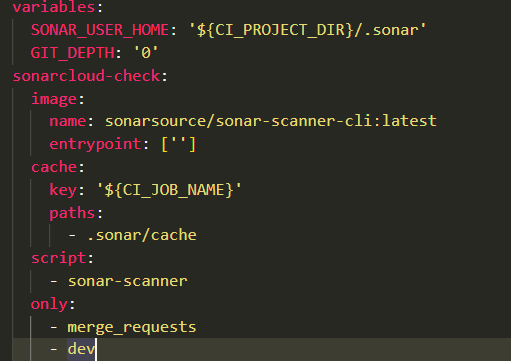 variables:
  SONAR_USER_HOME: '${CI_PROJECT_DIR}/.sonar'
  GIT_DEPTH: '0'
sonarcloud-check:
  image:
    name: sonarsource/sonar-scanner-cli:latest
    entrypoint: ['']
  cache:
    key: '${CI_JOB_NAME}'
    paths:
      - .sonar/cache
  script:
    - sonar-scanner
  only:
    - merge_requests
    - dev